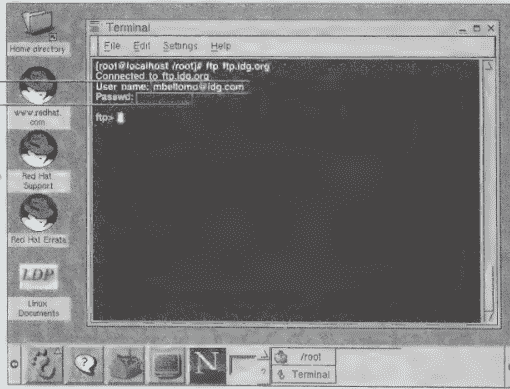 Terminal
File Edit Settings Help
[root@localhost /root]# ftp ftp.idg.org
Connected to ftp.idg.org
User name: mbellomo@idg.com
Passwd:
ftp>
Home directory
www.redhat.
com
Red Hat
Support
Red Hat Errata
LDP
Linux
Documents
?
N
/root
Terminal